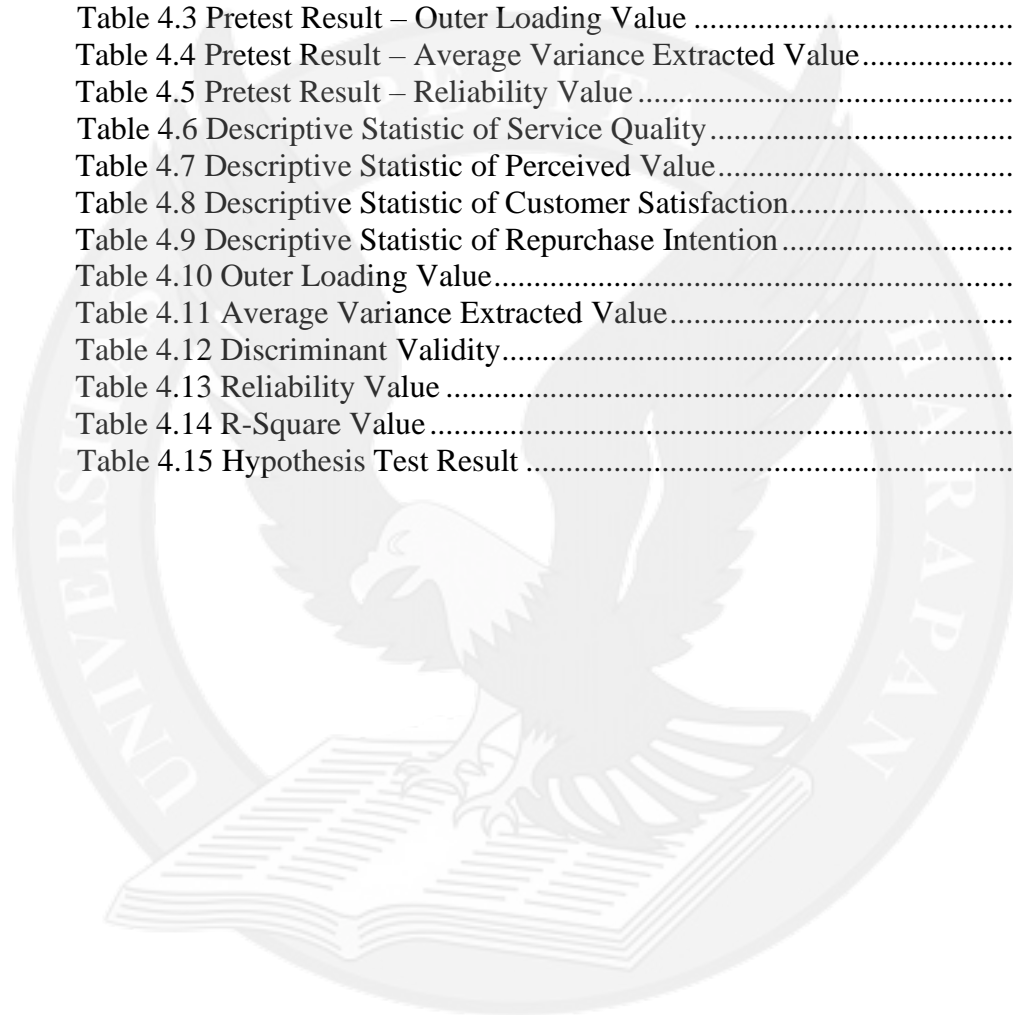 Table 4.3 Pretest Result – Outer Loading Value ...............................................
Table 4.4 Pretest Result – Average Variance Extracted Value......................
Table 4.5 Pretest Result – Reliability Value ......................................................
Table 4.6 Descriptive Statistic of Service Quality.............................................
Table 4.7 Descriptive Statistic of Perceived Value...........................................
Table 4.8 Descriptive Statistic of Customer Satisfaction................................
Table 4.9 Descriptive Statistic of Repurchase Intention .................................
Table 4.10 Outer Loading Value..........................................................................
Table 4.11 Average Variance Extracted Value..................................................
Table 4.12 Discriminant Validity.........................................................................
Table 4.13 Reliability Value .................................................................................
Table 4.14 R-Square Value ....................................................................................
Table 4.15 Hypothesis Test Result ......................................................................
UNIVERSITAS
HARAPAN